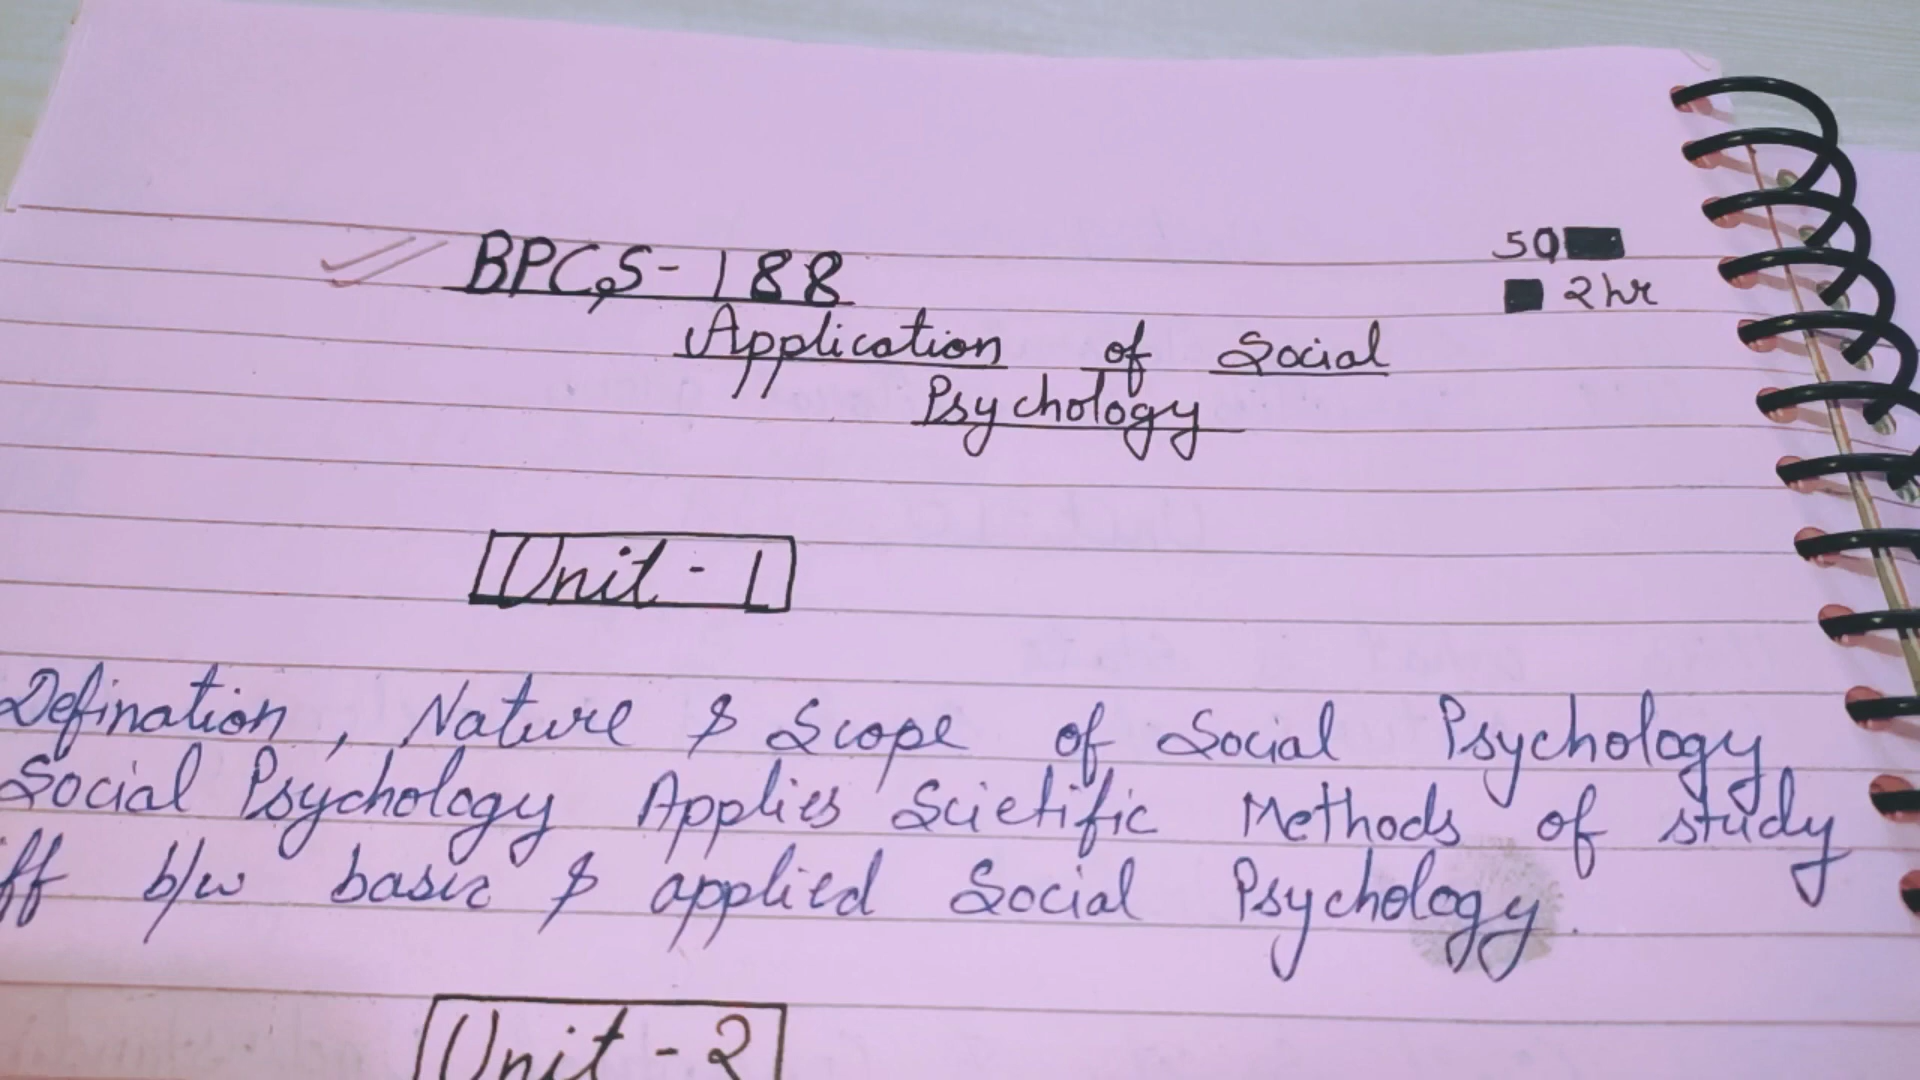 BPCS-188
50
2hr
Application of Social
Psychology
Unit - 1
Defination, Nature & Scope of Social Psychology
Social Psychology Applies Scietific Methods of study
ff b/w basic & applied Social Psychology.
Unit - 2